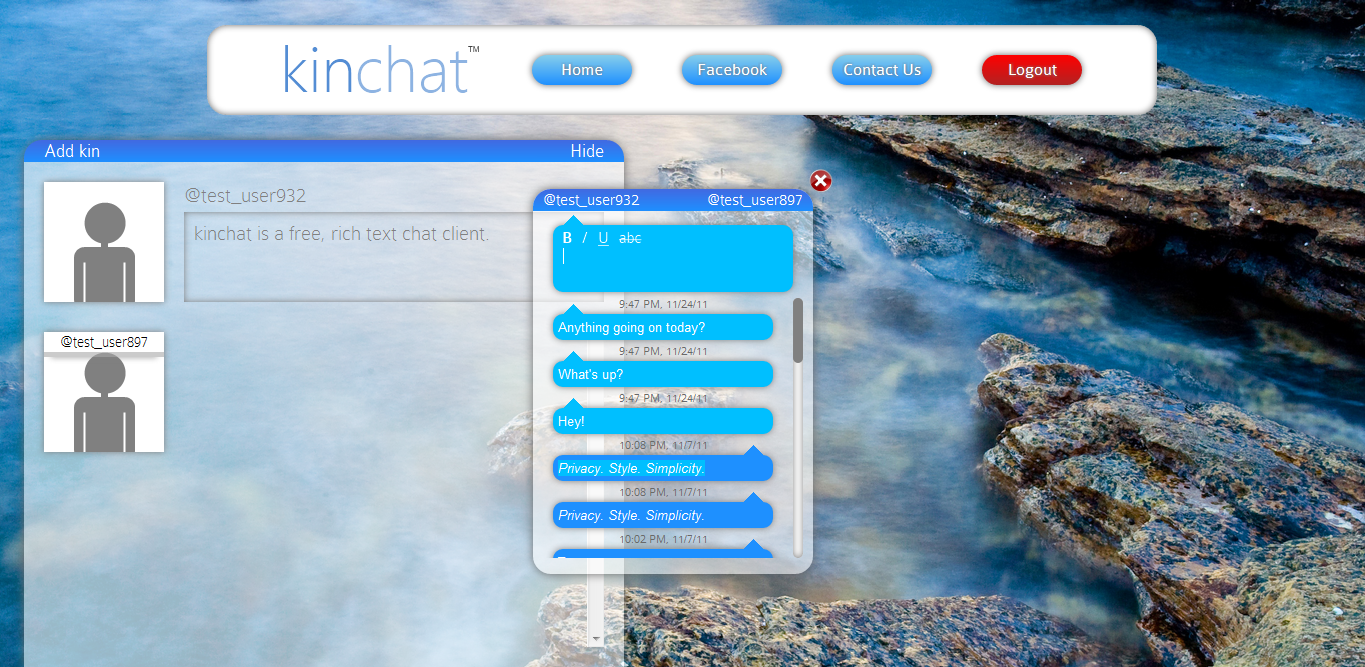 kinchat™
Home
Facebook
Contact Us
Logout
Add kin
Hide
@test_user932
kinchat is a free, rich text chat client.
@test_user897
@test_user932
@test_user897
B I U abc
9:47 PM, 11/24/11
Anything going on today?
9:47 PM, 11/24/11
What's up?
9:47 PM, 11/24/11
Hey!
10:08 PM, 11/7/11
Privacy. Style. Simplicity.
10:08 PM, 11/7/11
Privacy. Style. Simplicity.
10:02 PM, 11/7/11